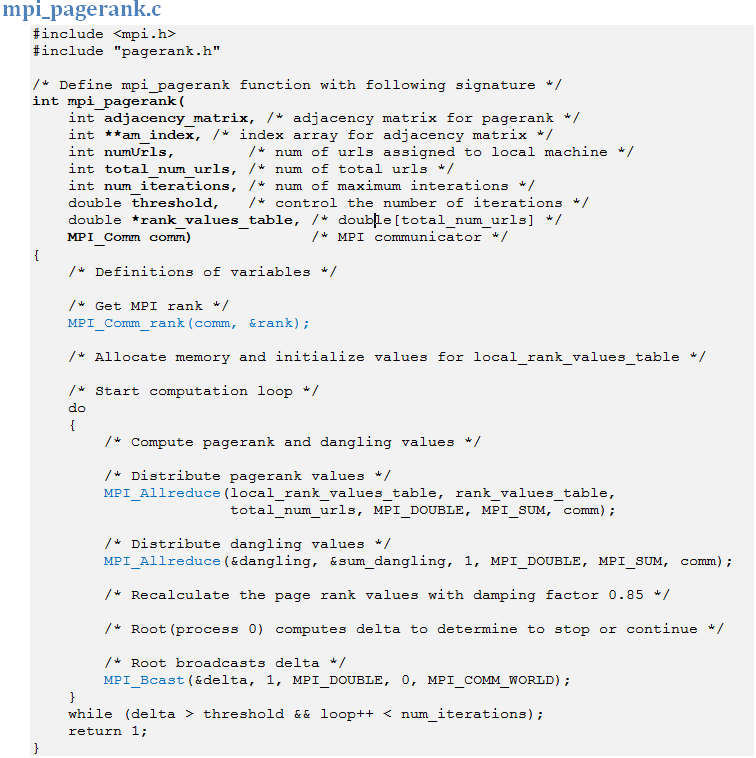 mpi_pagerank.c
#include <mpi.h>
#include "pagerank.h"
/* Define mpi_pagerank function with following signature */
int mpi_pagerank(
int adjacency_matrix, /* adjacency matrix for pagerank */
int **am_index, /* index array for adjacency matrix */
int numUrls, /* num of urls assigned to local machine */
int total_num_urls, /* num of total urls */
int num_iterations, /* num of maximum interations */
double threshold, /* control the number of iterations */
double *rank_values_table, /* double[total_num_urls] */
MPI_Comm comm) /* MPI communicator */
{
/* Definitions of variables */
/* Get MPI rank */
MPI_Comm_rank(comm, &rank);
/* Allocate memory and initialize values for local_rank_values_table */
/* Start computation loop */
do
{
/* Compute pagerank and dangling values */
/* Distribute pagerank values */
MPI_Allreduce(local_rank_values_table, rank_values_table,
total_num_urls, MPI_DOUBLE, MPI_SUM, comm);
/* Distribute dangling values */
MPI_Allreduce(&dangling, &sum_dangling, 1, MPI_DOUBLE, MPI_SUM, comm);
/* Recalculate the page rank values with damping factor 0.85 */
/* Root(process 0) computes delta to determine to stop or continue */
/* Root broadcasts delta */
MPI_Bcast(&delta, 1, MPI_DOUBLE, 0, MPI_COMM_WORLD);
}
while (delta > threshold && loop++ < num_iterations);
return 1;
}